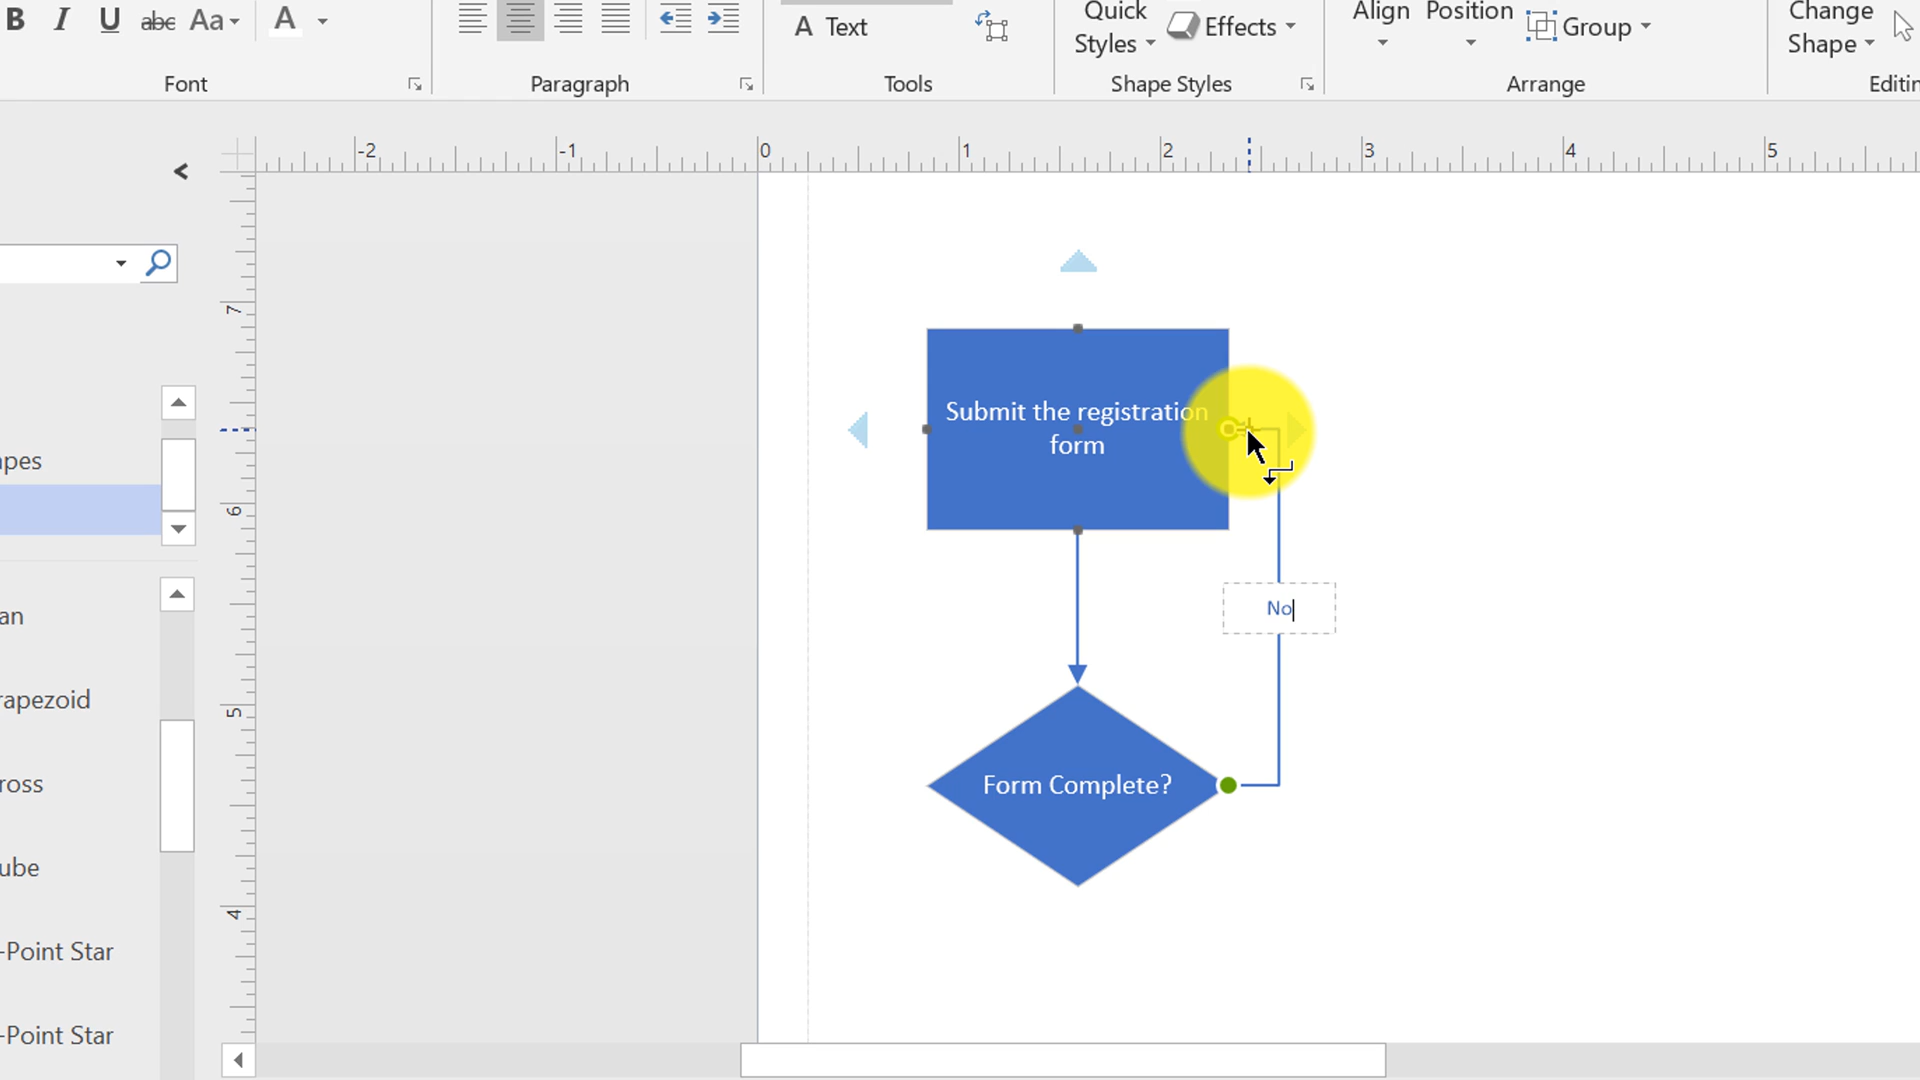 B I U abc Aa A
A Text
Quick
Styles
Effects
Align Position
Group
Change
Shape
Font Paragraph Tools Shape Styles Arrange Editin
-2 -1 0 1 2 3 4 5
7
6
5
4
apes
an
rapezoid
ross
ube
-Point Star
-Point Star
Submit the registration
form
No
Form Complete?